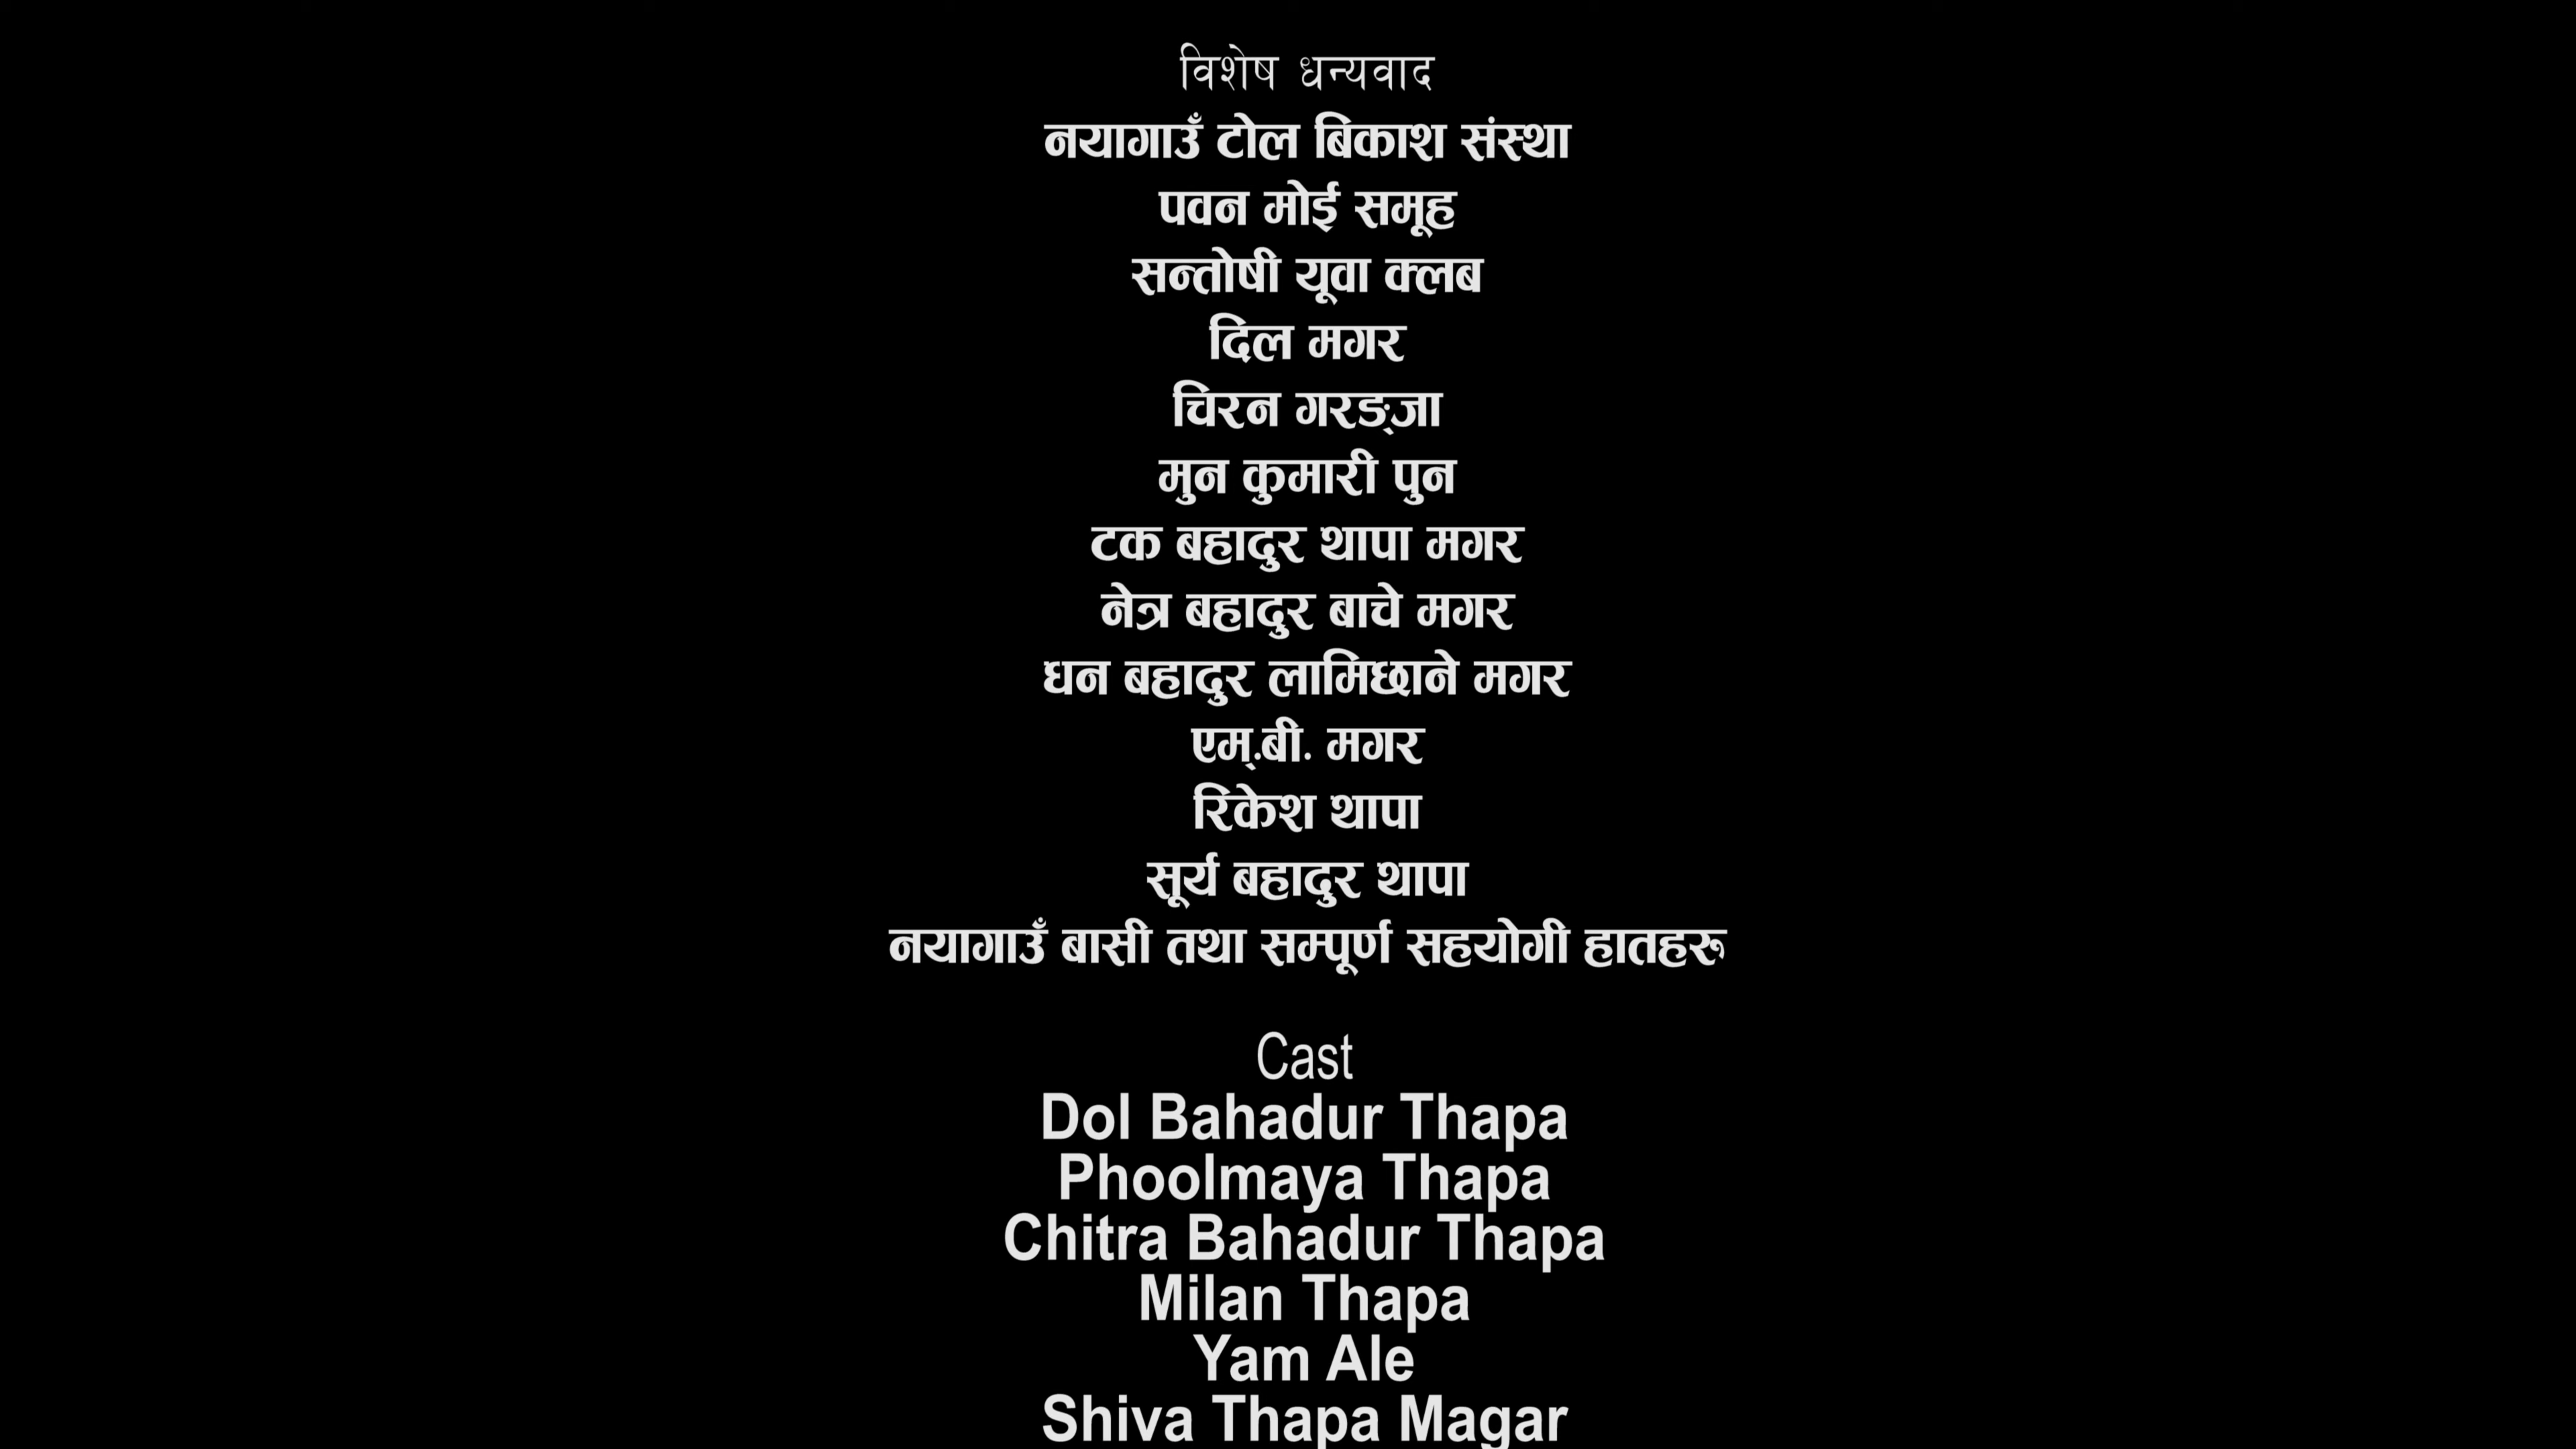 विशेष धन्यवाद
नयागाउँ टोल बिकाश संस्था
पवन मोई समूह
सन्तोषी यूवा क्लब
दिल मगर
चिरन गरङ्जा
मुन कुमारी पुन
टक बहादुर थापा मगर
नेत्र बहादुर बाचे मगर
धन बहादुर लामिछाने मगर
एम्.बी. मगर
रिकेश थापा
सूर्य बहादुर थापा
नयागाउँ बासी तथा सम्पूर्ण सहयोगी हातहरु
Cast
Dol Bahadur Thapa
Phoolmaya Thapa
Chitra Bahadur Thapa
Milan Thapa
Yam Ale
Shiva Thapa Magar